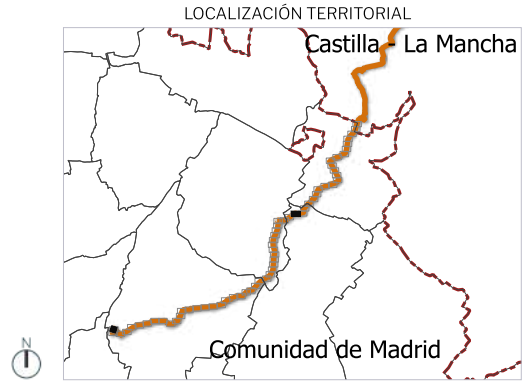 LOCALIZACIÓN TERRITORIAL
Castilla - La Mancha
Comunidad de Madrid
N